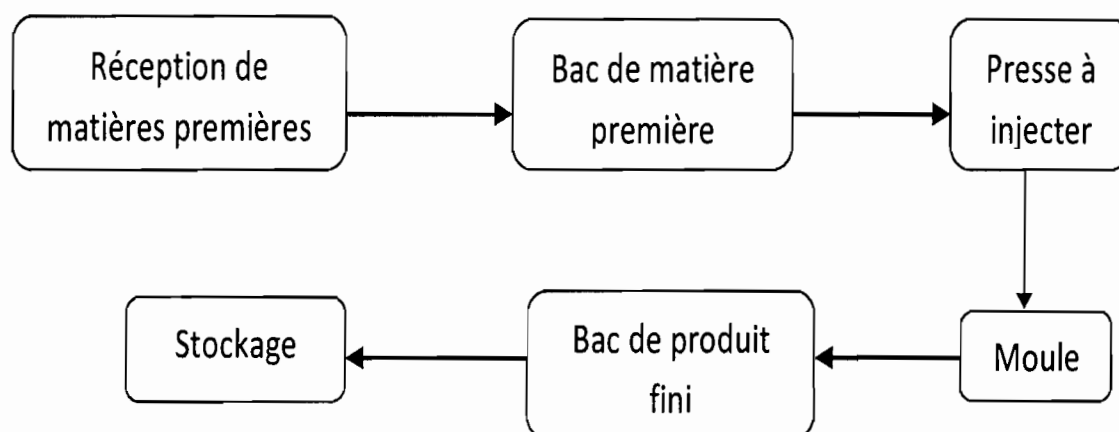 Réception de
matières premières
Bac de matière
première
Presse à
injecter
Moule
Bac de produit
fini
Stockage